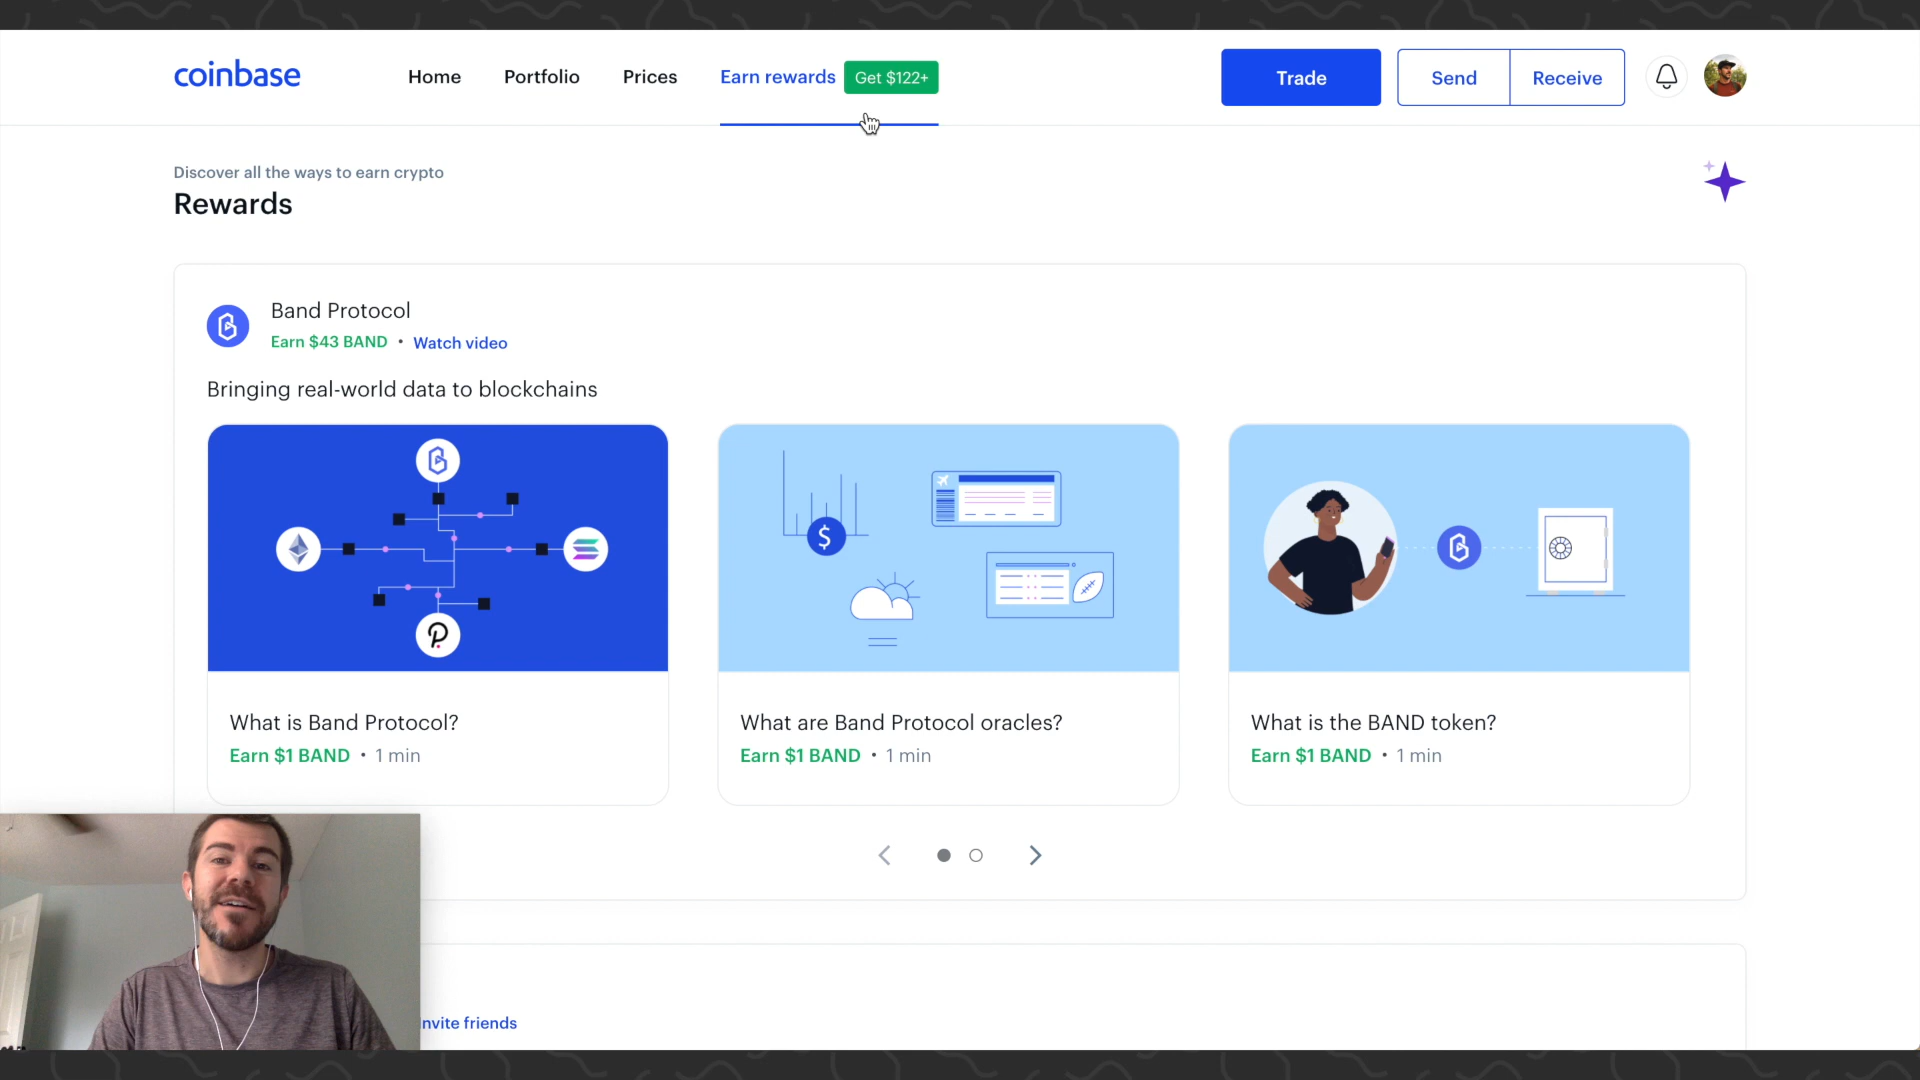 coinbase
Home
Portfolio
Prices
Earn rewards
Get $122+
Trade
Send
Receive
Discover all the ways to earn crypto
Rewards
Band Protocol
Earn $43 BAND • Watch video
Bringing real-world data to blockchains
What is Band Protocol?
Earn $1 BAND • 1 min
What are Band Protocol oracles?
Earn $1 BAND • 1 min
What is the BAND token?
Earn $1 BAND • 1 min
nvite friends